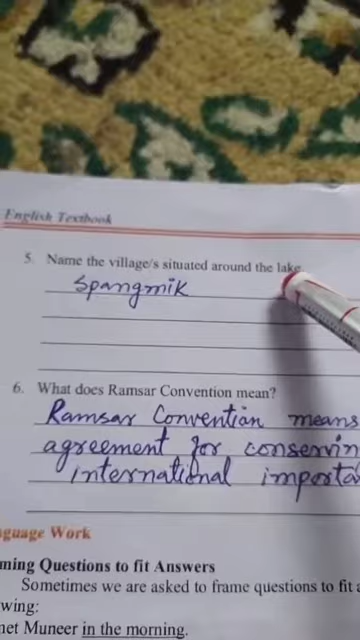 English Textbook
5. Name the village/s situated around the lake.
Spangmik
6. What does Ramsar Convention mean?
Ramsar Convention means
agreement for conservin
international importa
guage Work
ming Questions to fit Answers
Sometimes we are asked to frame questions to fit a
wing:
net Muneer in the morning.